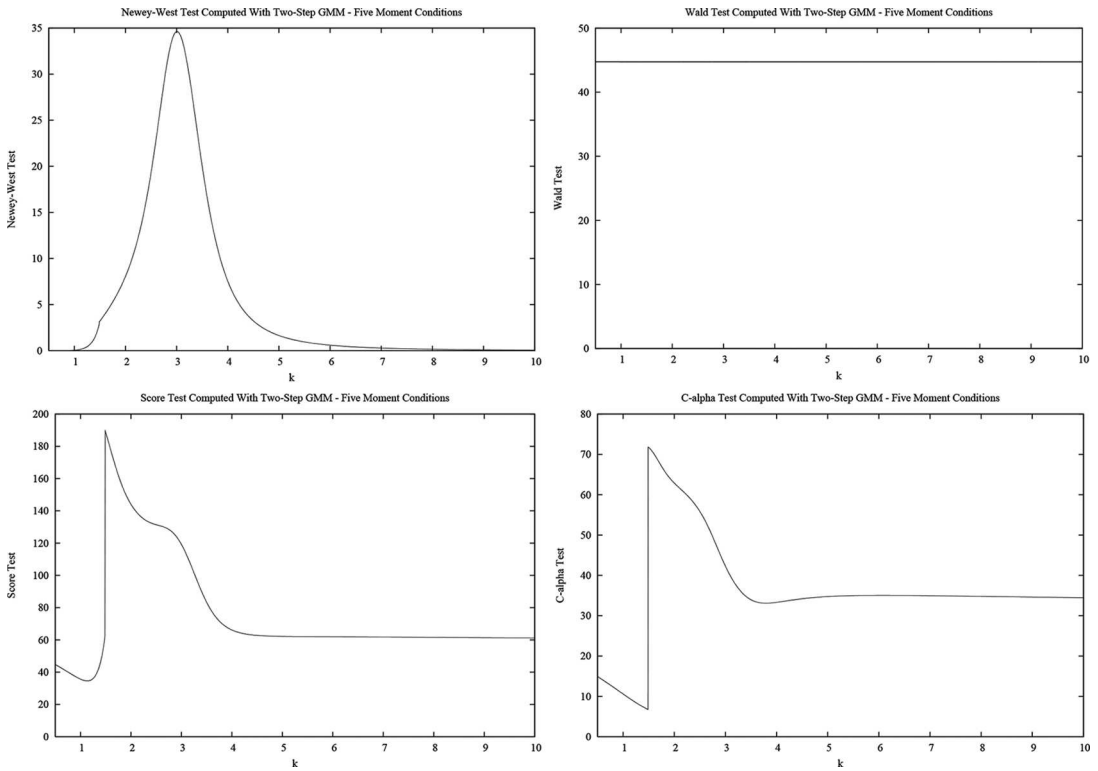 Newey-West Test Computed With Two-Step GMM - Five Moment Conditions
35
30
25
20
15
10
5
0
Newey-West Test
1 2 3 4 5 6 7 8 9 10
k
Wald Test Computed With Two-Step GMM - Five Moment Conditions
50
40
30
20
10
0
Wald Test
1 2 3 4 5 6 7 8 9 10
k
Score Test Computed With Two-Step GMM - Five Moment Conditions
200
180
160
140
120
100
80
60
40
20
0
Score Test
1 2 3 4 5 6 7 8 9 10
k
C-alpha Test Computed With Two-Step GMM - Five Moment Conditions
80
70
60
50
40
30
20
10
0
C-alpha Test
1 2 3 4 5 6 7 8 9 10
k